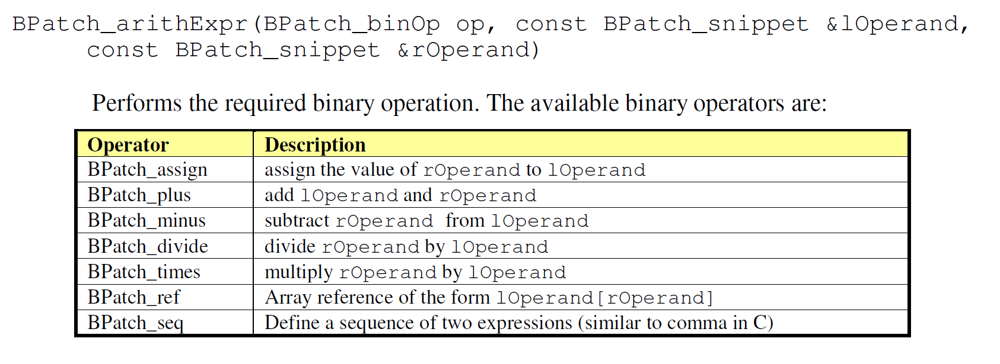 BPatch_arithExpr(BPatch_binOp op, const BPatch_snippet &lOperand,
const BPatch_snippet &rOperand)
Performs the required binary operation. The available binary operators are:
Operator Description
BPatch_assign assign the value of rOperand to lOperand
BPatch_plus add lOperand and rOperand
BPatch_minus subtract rOperand from lOperand
BPatch_divide divide rOperand by lOperand
BPatch_times multiply rOperand by lOperand
BPatch_ref Array reference of the form lOperand[rOperand]
BPatch_seq Define a sequence of two expressions (similar to comma in C)